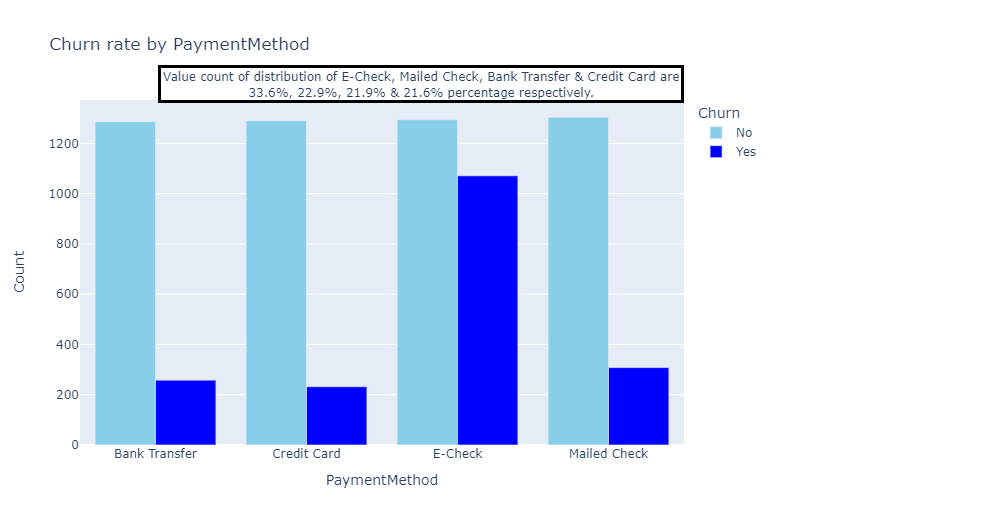 Churn rate by PaymentMethod
Value count of distribution of E-Check, Mailed Check, Bank Transfer & Credit Card are
33.6%, 22.9%, 21.9% & 21.6% percentage respectively.
Churn
No
Yes
1200
1000
800
600
400
200
0
Count
Bank Transfer
Credit Card
E-Check
Mailed Check
PaymentMethod